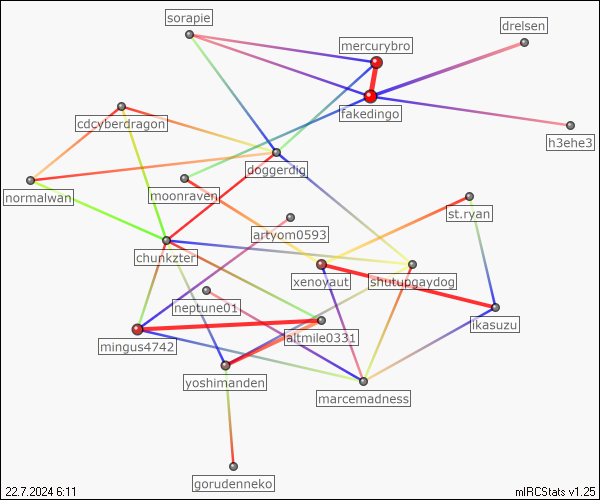 sorapie
drelsen
mercurybro
fakedingo
cdcyberdragon
h3ehe3
doggerdig
normalwan
moonraven
st.ryan
artyom0593
chunkzter
xenoyaut
shutupgaydog
neptune01
ikasuzu
altmile0331
mingus4742
yoshimanden
marcemadness
gorudenneko
22.7.2024 6:11
mIRCStats v1.25